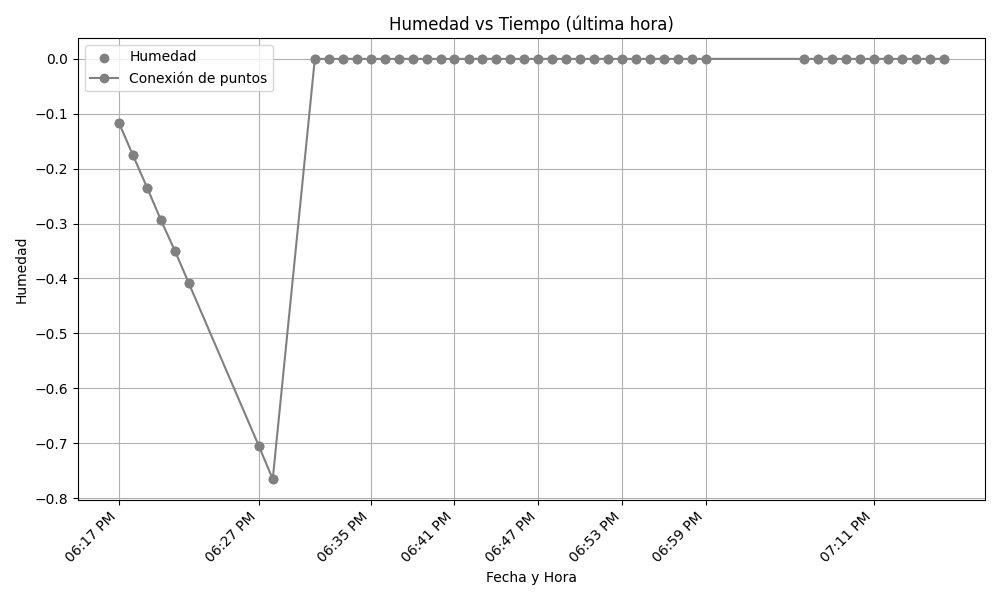 Humedad vs Tiempo (última hora)
Humedad
Conexión de puntos
0.0
−0.1
−0.2
−0.3
−0.4
−0.5
−0.6
−0.7
−0.8
Humedad
06:17 PM
06:27 PM
06:35 PM
06:41 PM
06:47 PM
06:53 PM
06:59 PM
07:11 PM
Fecha y Hora